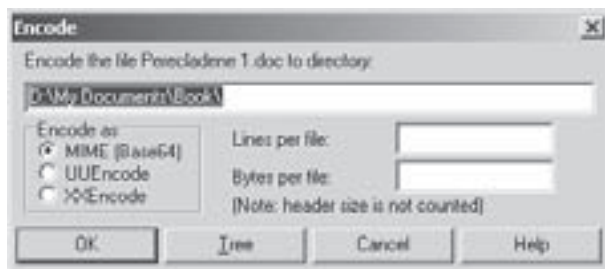 Encode
Encode the file Perecladene 1.doc to directory:
D:\My Documents\Book\
Encode as
MIME (Base64)
UUEncode
XXEncode
Lines per file:
Bytes per file:
(Note: header size is not counted)
OK
Tree
Cancel
Help